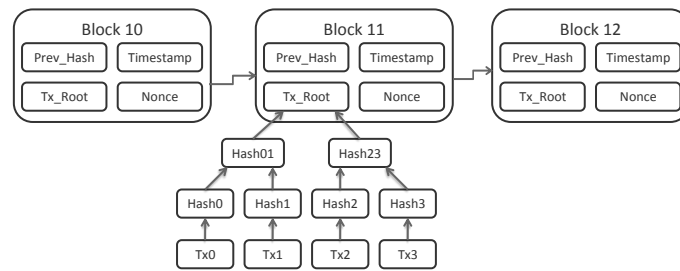 Block 10
Block 11
Block 12
Prev_Hash Timestamp
Prev_Hash Timestamp
Prev_Hash Timestamp
Tx_Root Nonce
Tx_Root Nonce
Tx_Root Nonce
Hash01 Hash23
Hash0 Hash1 Hash2 Hash3
Tx0 Tx1 Tx2 Tx3